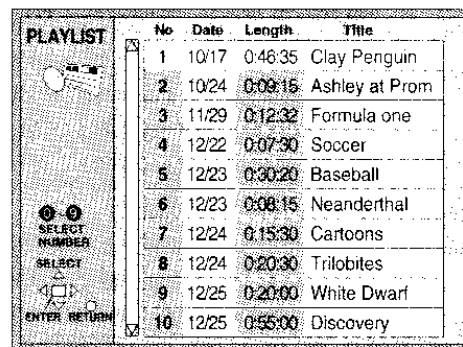 PLAYLIST
No Date Length Title
1 10/17 0:46:35 Clay Penguin
2 10/24 0:09:15 Ashley at Prom
3 11/29 0:12:32 Formula one
4 12/22 0:07:30 Soccer
5 12/23 0:30:20 Baseball
6 12/23 0:08:15 Neanderthal
7 12/24 0:15:30 Cartoons
8 12/24 0:20:30 Trilobites
9 12/25 0:20:00 White Dwarf
10 12/25 0:55:00 Discovery
0 9
SELECT
NUMBER
SELECT
ENTER RETURN